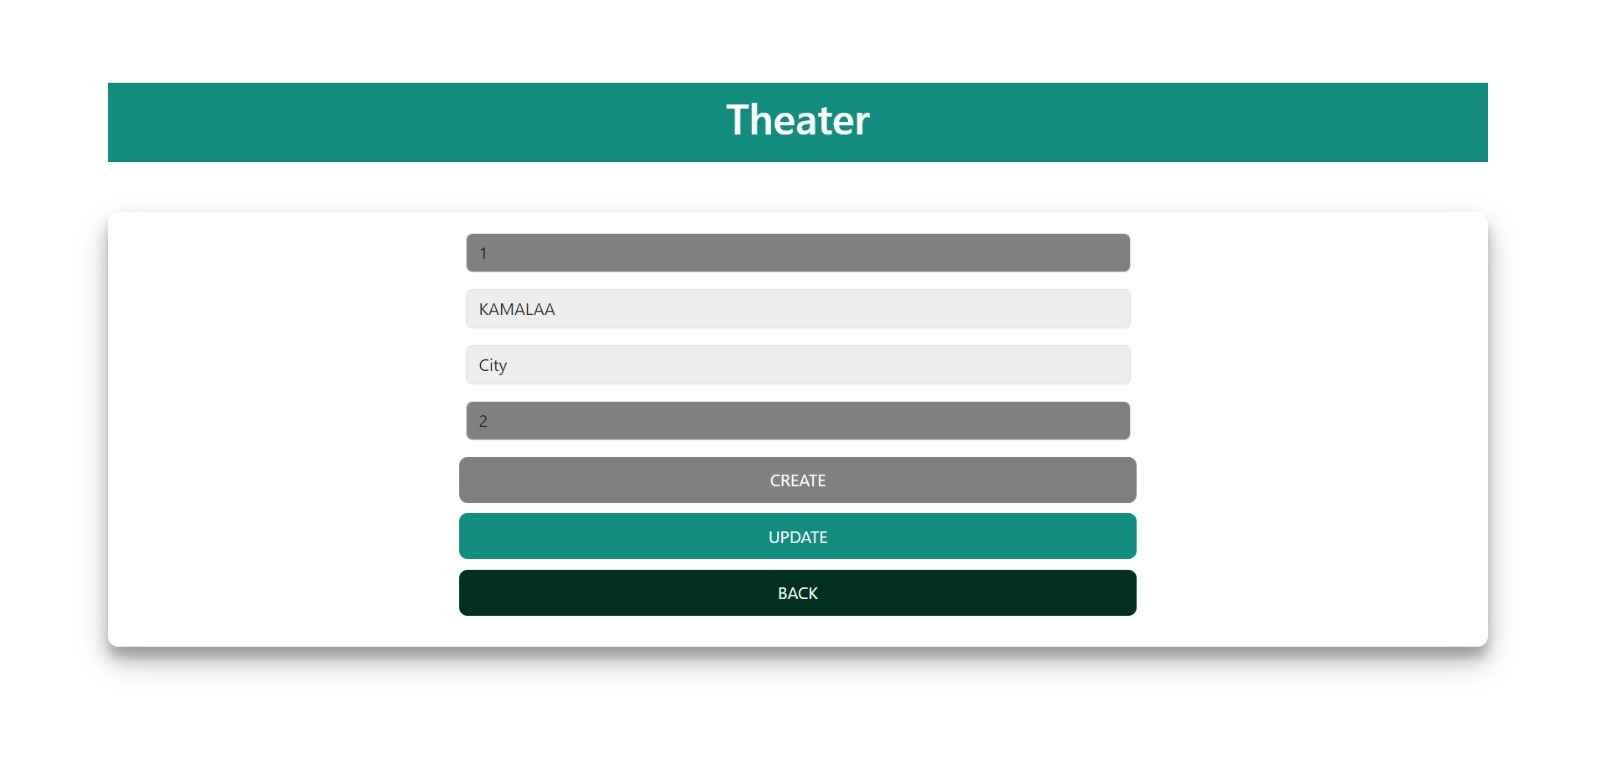 Theater
1
KAMALAA
City
2
CREATE
UPDATE
BACK